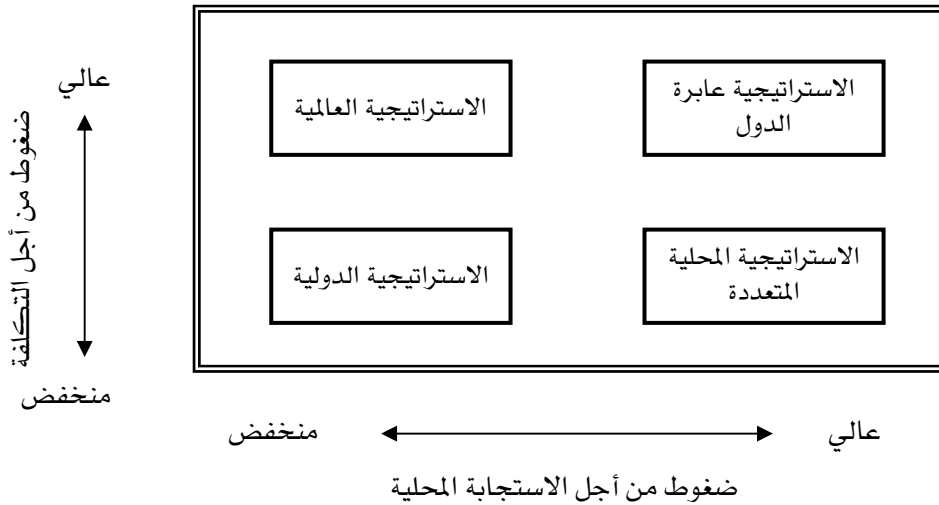 عالي
ضغوط من أجل التكلفة
منخفض
الاستراتيجية عابرة
الدول
الاستراتيجية العالمية
الاستراتيجية المحلية
المتعددة
الاستراتيجية الدولية
عالي
منخفض
ضغوط من أجل الاستجابة المحلية